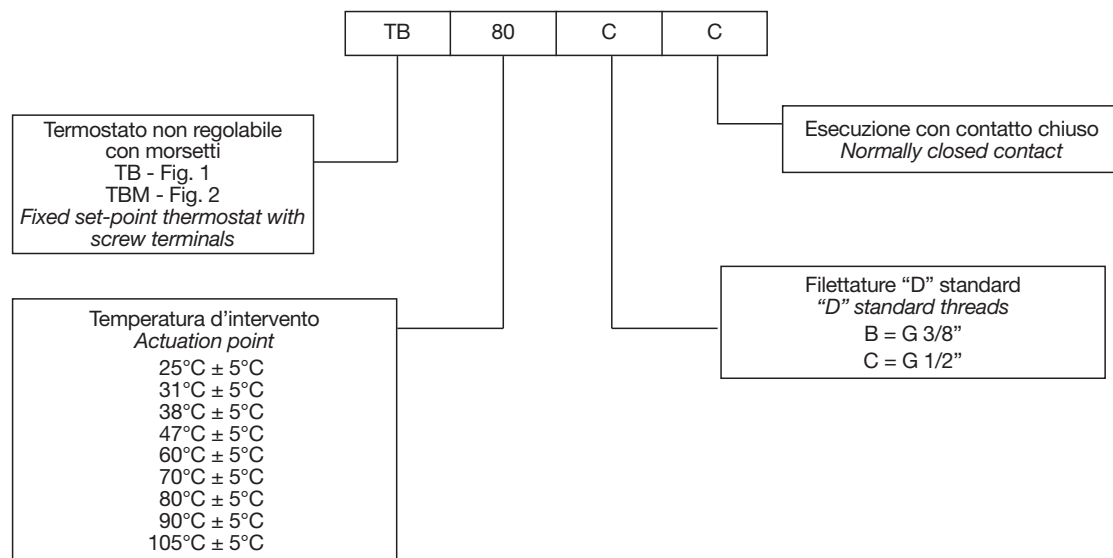 TB 80 C C
Termostato non regolabile
con morsetti
TB - Fig. 1
TBM - Fig. 2
Fixed set-point thermostat with
screw terminals
Esecuzione con contatto chiuso
Normally closed contact
Temperatura d’intervento
Actuation point
25°C ± 5°C
31°C ± 5°C
38°C ± 5°C
47°C ± 5°C
60°C ± 5°C
70°C ± 5°C
80°C ± 5°C
90°C ± 5°C
105°C ± 5°C
Filettature “D” standard
“D” standard threads
B = G 3/8”
C = G 1/2”